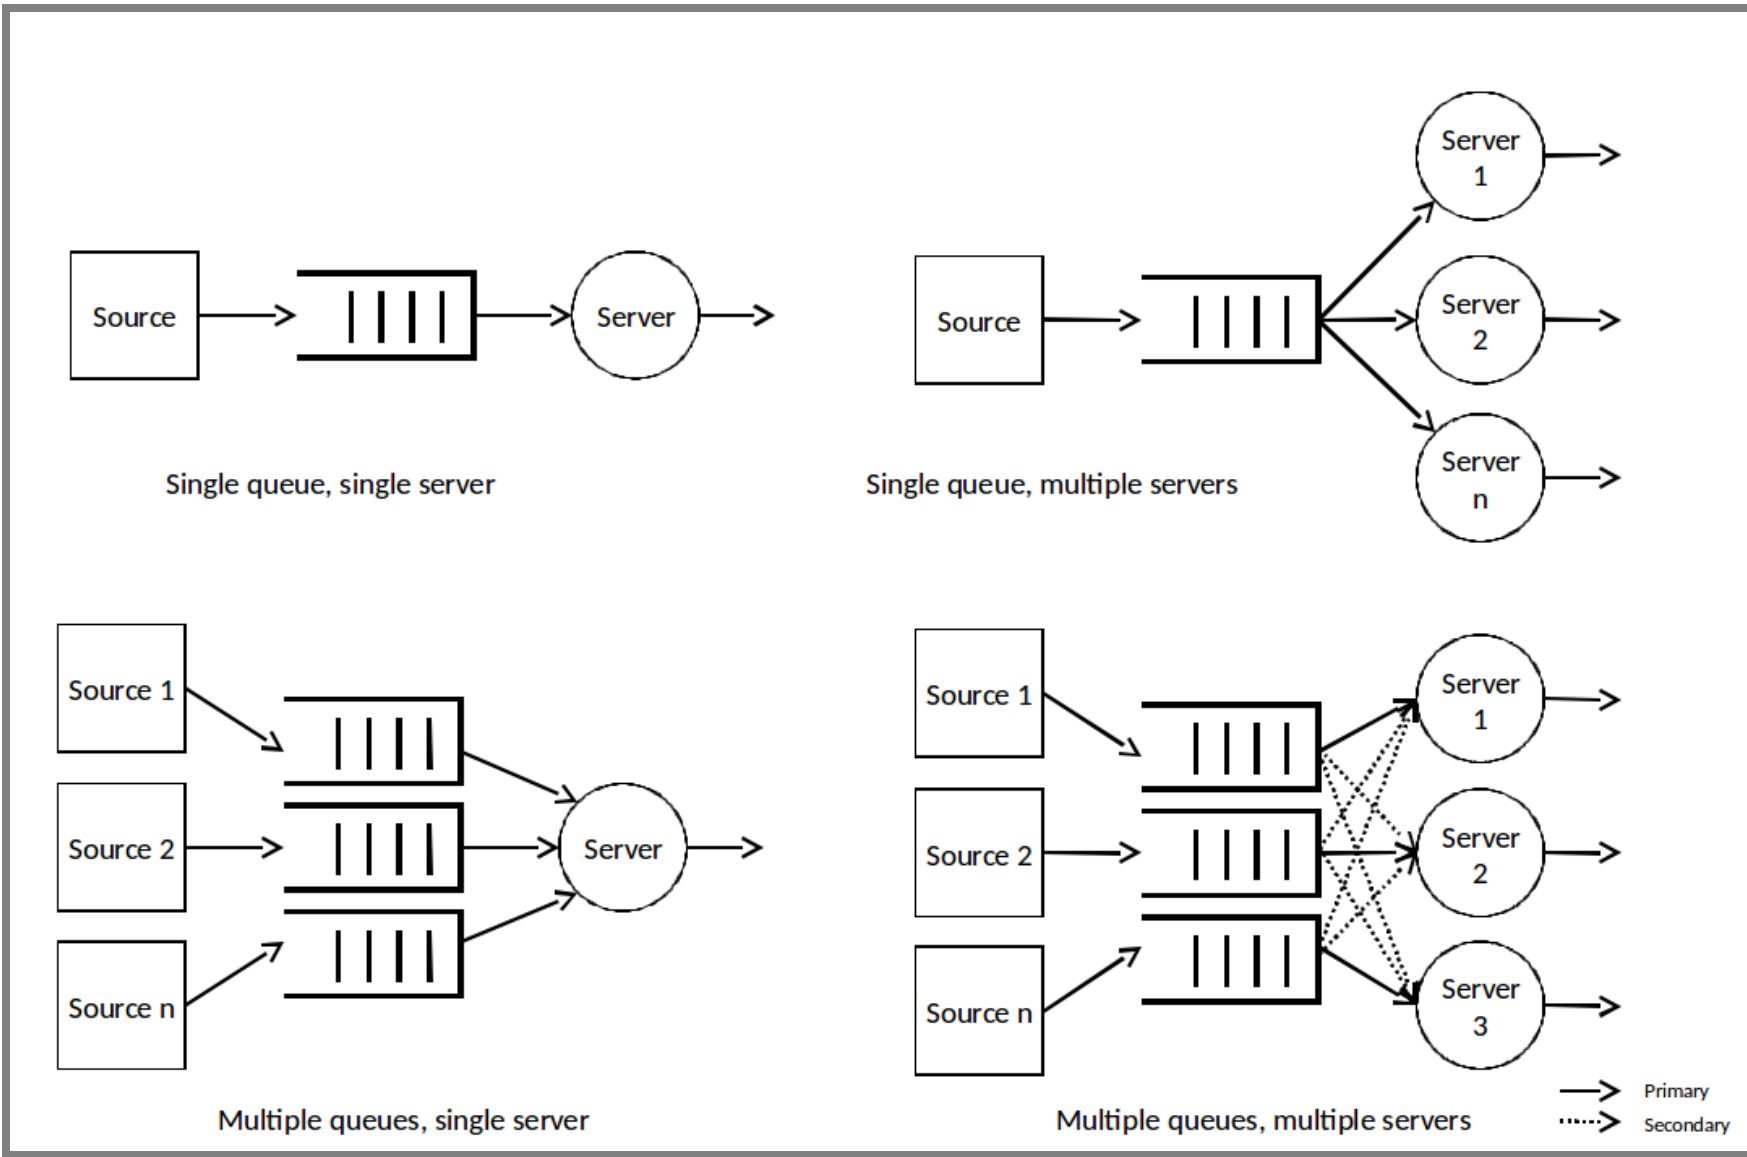 Source
Server
Single queue, single server
Source
Server
1
Server
2
Server
n
Single queue, multiple servers
Source 1
Source 2
Source n
Server
Multiple queues, single server
Source 1
Source 2
Source n
Server
1
Server
2
Server
3
Multiple queues, multiple servers
Primary
Secondary